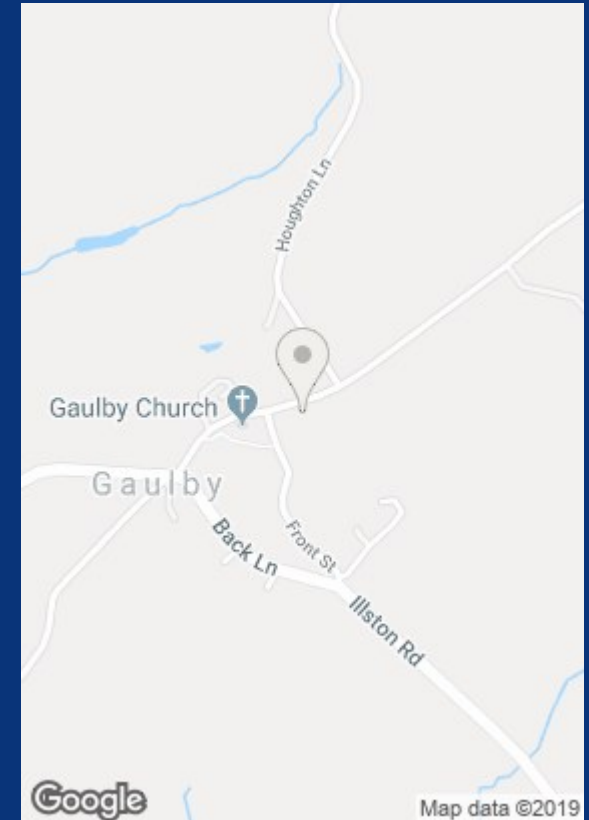 Houghton Ln
Gaulby Church
Gaulby
Back Ln
Front St
Illston Rd
Google
Map data ©2019